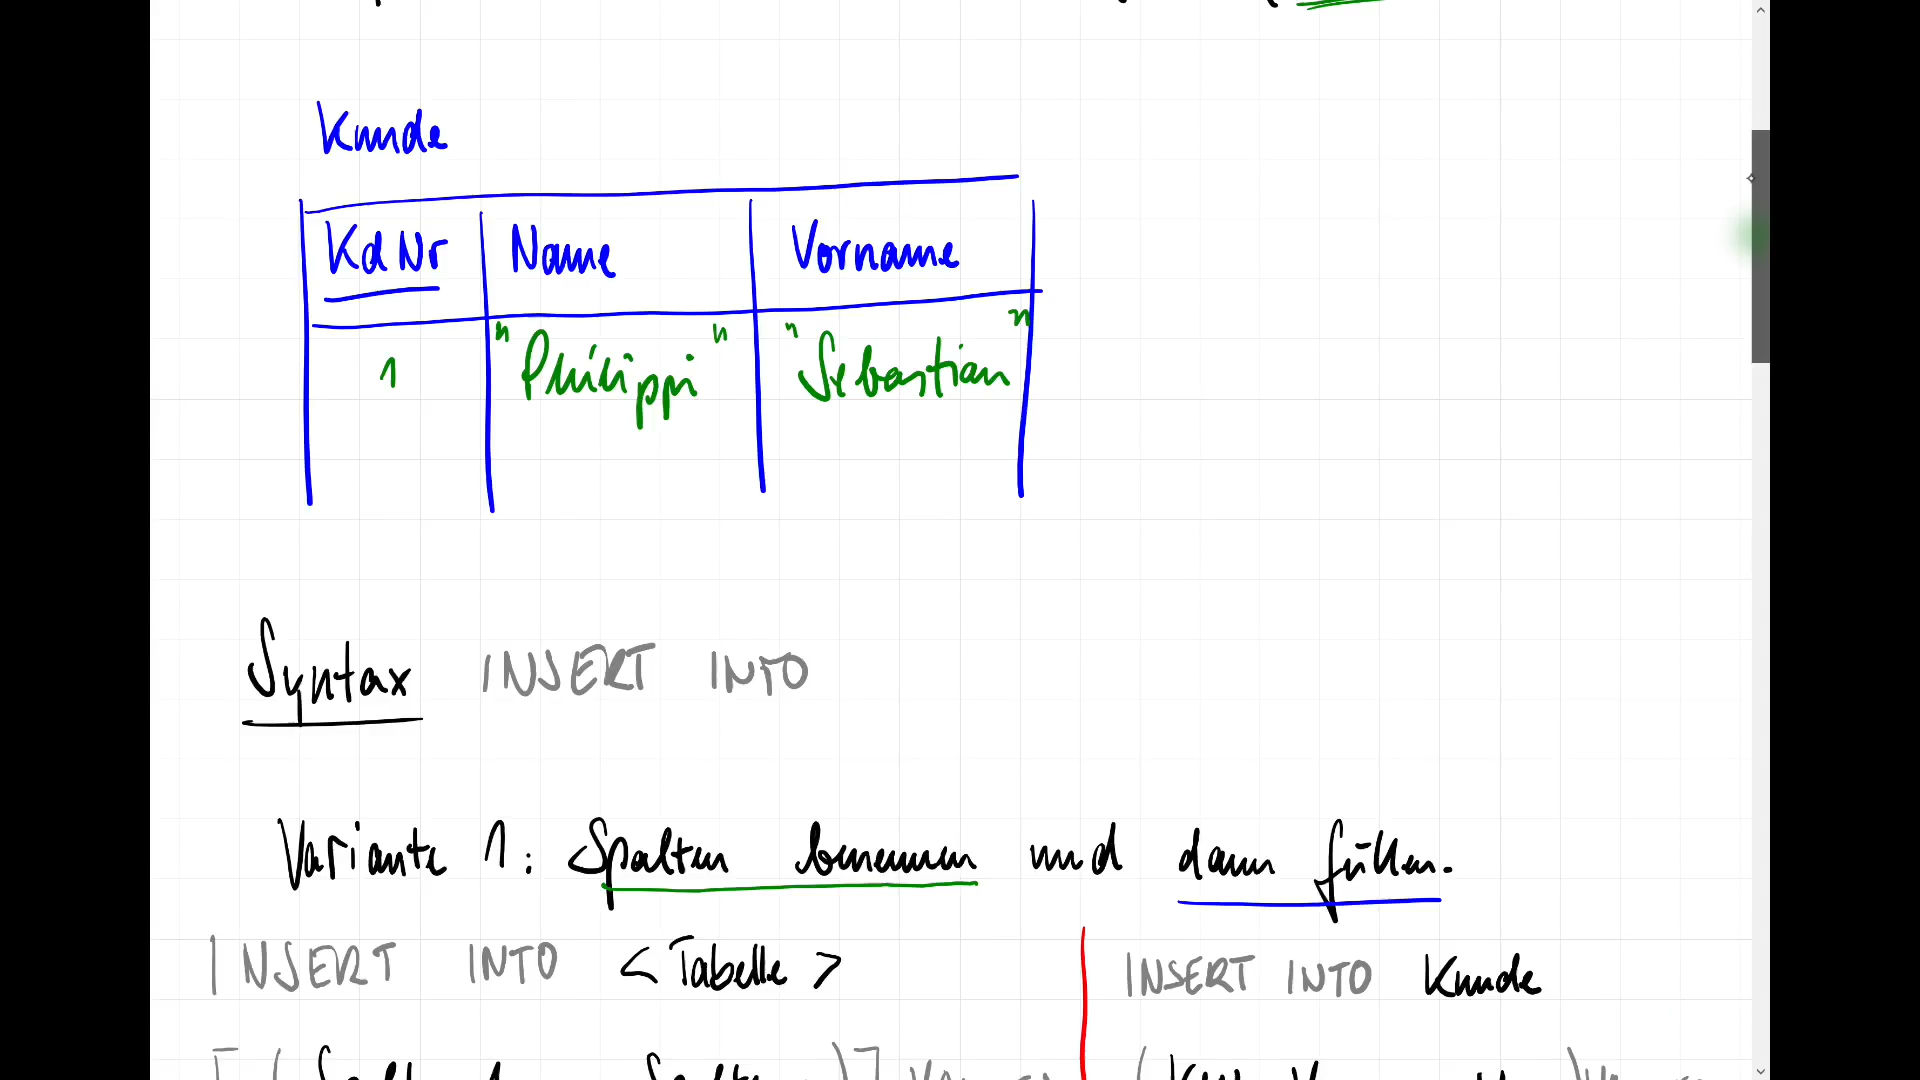 Kunde
KdNr Name Vorname
1 "Philippi" "Sebastian"
Syntax INSERT INTO
Variante 1: Spalten benennen und dann füllen.
INSERT INTO <Tabelle>
INSERT INTO Kunde